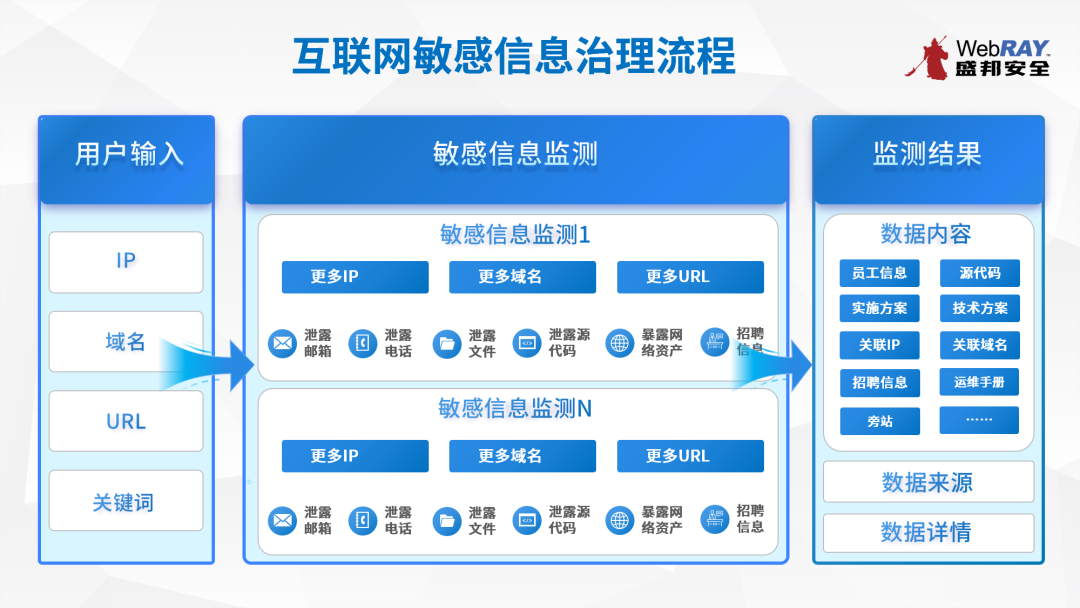 互联网敏感信息治理流程
WebRAY
盛邦安全
用户输入
IP
域名
URL
关键词
敏感信息监测
敏感信息监测1
更多IP
更多域名
更多URL
泄露
邮箱
泄露
电话
泄露
文件
泄露源
代码
暴露网
络资产
招聘
信息
敏感信息监测N
更多IP
更多域名
更多URL
泄露
邮箱
泄露
电话
泄露
文件
泄露源
代码
暴露网
络资产
招聘
信息
监测结果
数据内容
员工信息
源代码
实施方案
技术方案
关联IP
关联域名
招聘信息
运维手册
旁站
……
数据来源
数据详情